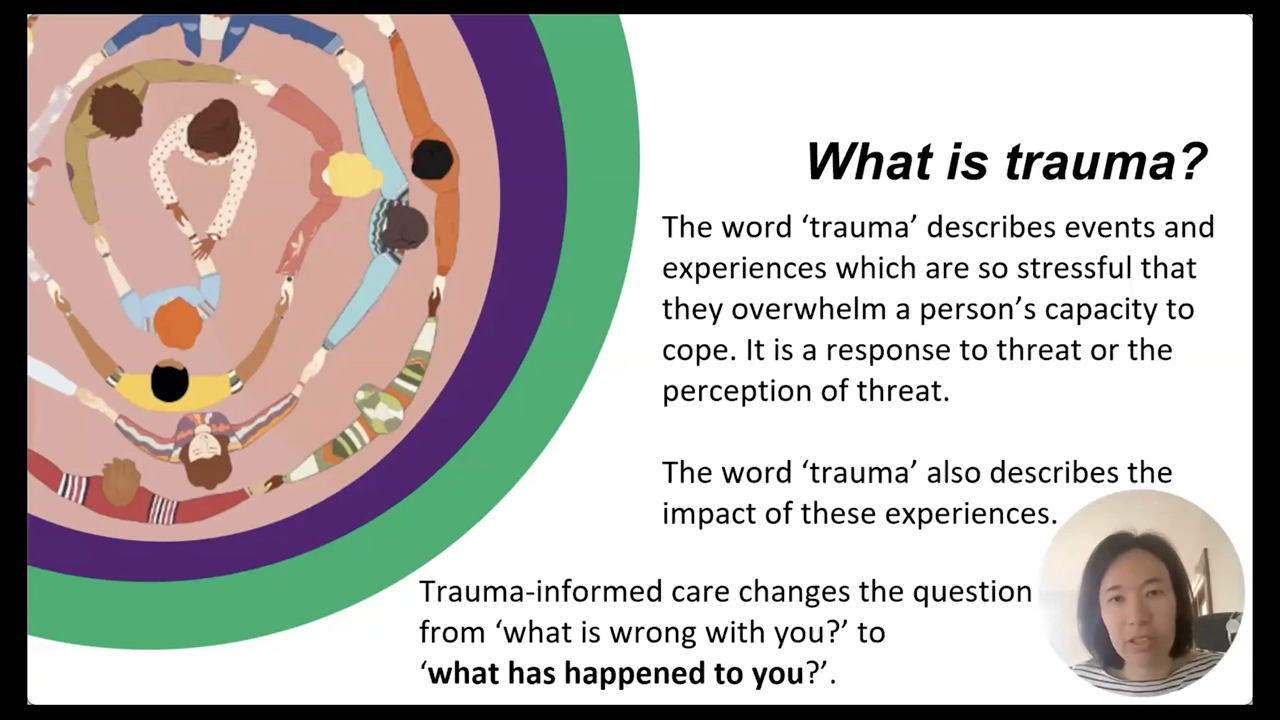 What is trauma?
The word ‘trauma’ describes events and
experiences which are so stressful that
they overwhelm a person’s capacity to
cope. It is a response to threat or the
perception of threat.
The word ‘trauma’ also describes the
impact of these experiences.
Trauma-informed care changes the question
from ‘what is wrong with you?’ to
‘what has happened to you?’.